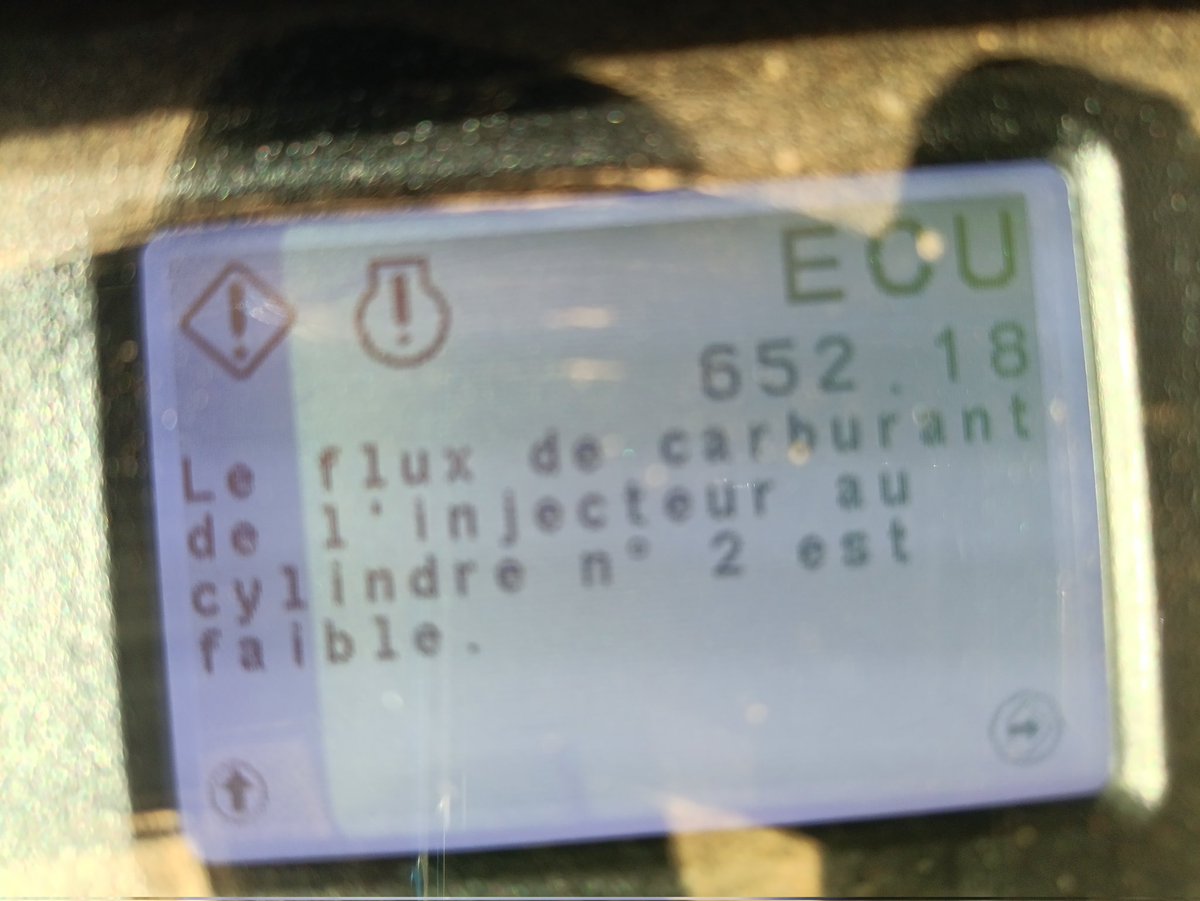 ECU
652.18
Le flux de carburant
de l'injecteur au
cylindre n° 2 est
faible.